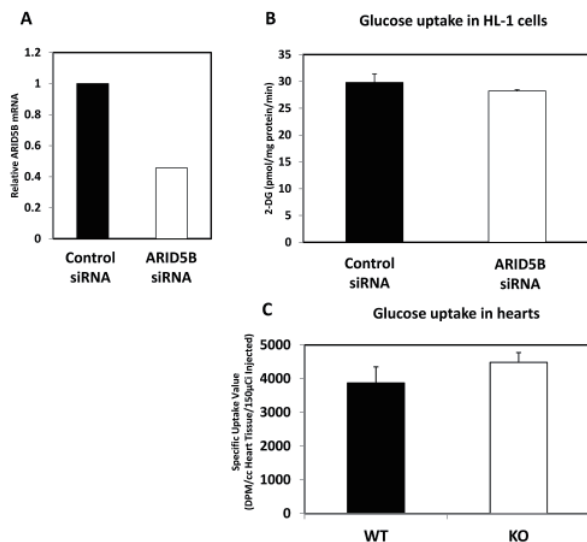 A
1.2
1
0.8
0.6
0.4
0.2
0
Relative ARID5B mRNA
Control
siRNA
ARID5B
siRNA
B
Glucose uptake in HL-1 cells
35
30
25
20
15
10
5
0
2-DG (pmol/mg protein/min)
Control
siRNA
ARID5B
siRNA
C
Glucose uptake in hearts
5000
4000
3000
2000
1000
0
Specific Uptake Value
(DPM/cc Heart Tissue/150µCi Injected)
WT
KO